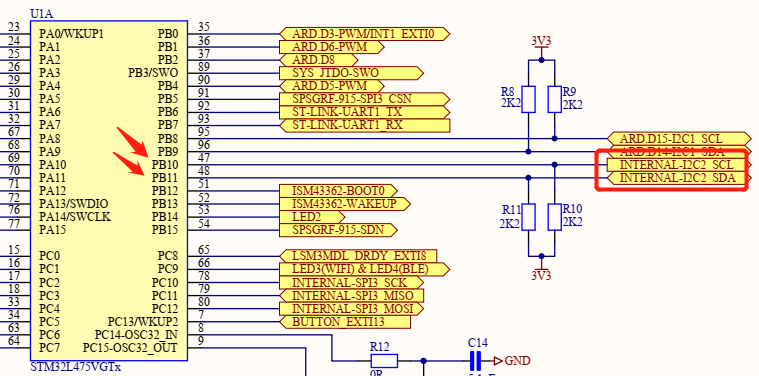 U1A
23 PA0/WKUP1 PB0 35 ARD.D3-PWM/INT1_EXTI0
24 PA1 PB1 36 ARD.D6-PWM
25 PA2 PB2 37 ARD.D8
26 PA3 PB3/SWO 89 SYS_JTDO-SWO
29 PA4 PB4 90 ARD.D5-PWM
30 PA5 PB5 91 SPSGRF-915-SPI3_CSN
31 PA6 PB6 92 ST-LINK-UART1_TX
32 PA7 PB7 93 ST-LINK-UART1_RX
67 PA8 PB8 95 ARD.D15-I2C1_SCL
68 PA9 PB9 96 ARD.D14-I2C1_SDA
69 PA10 PB10 47 INTERNAL-I2C2_SCL
70 PA11 PB11 48 INTERNAL-I2C2_SDA
71 PA12 PB12 51 ISM43362-BOOT0
72 PA13/SWDIO PB13 52 ISM43362-WAKEUP
76 PA14/SWCLK PB14 53 LED2
77 PA15 PB15 54 SPSGRF-915-SDN
3V3
R8 R9
2K2 2K2
R11 R10
2K2 2K2
3V3
15 PC0 PC8 65 LSM3MDL_DRDY_EXTI8
16 PC1 PC9 66 LED3(WIFI) & LED4(BLE)
17 PC2 PC10 78 INTERNAL-SPI3_SCK
18 PC3 PC11 79 INTERNAL-SPI3_MISO
33 PC4 PC12 80 INTERNAL-SPI3_MOSI
34 PC5 PC13/WKUP2 7 BUTTON_EXTI13
63 PC6 PC14-OSC32_IN 8
64 PC7 PC15-OSC32_OUT 9
STM32L475VGTx
R12
0R
C14
GND